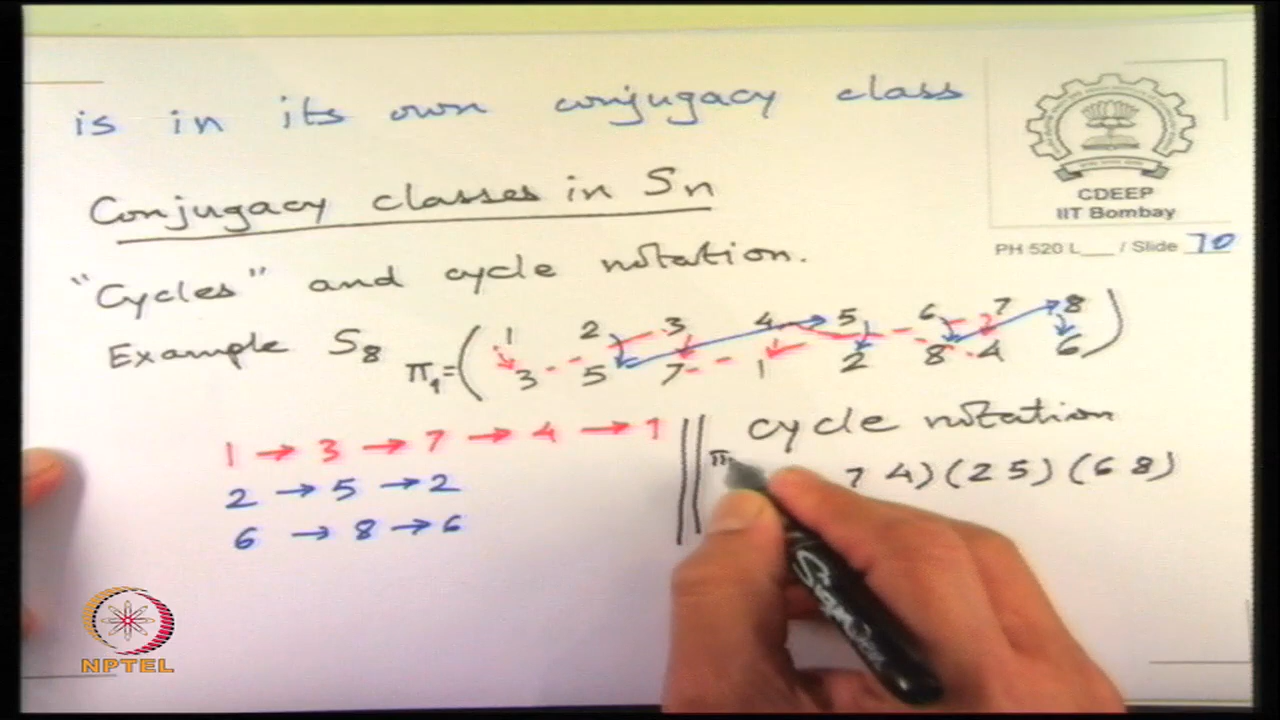 is in its own conjugacy class
CDEEP
IIT Bombay
PH 520 L___ / Slide 10
Conjugacy classes in Sn
"Cycles" and cycle notation.
Example S8 π1 = ( 1 2 3 4 5 6 7 8 )
3 5 7 1 2 8 4 6
1 → 3 → 7 → 4 → 1
2 → 5 → 2
6 → 8 → 6
cycle notation
π 7 4) (2 5) (6 8)
NPTEL